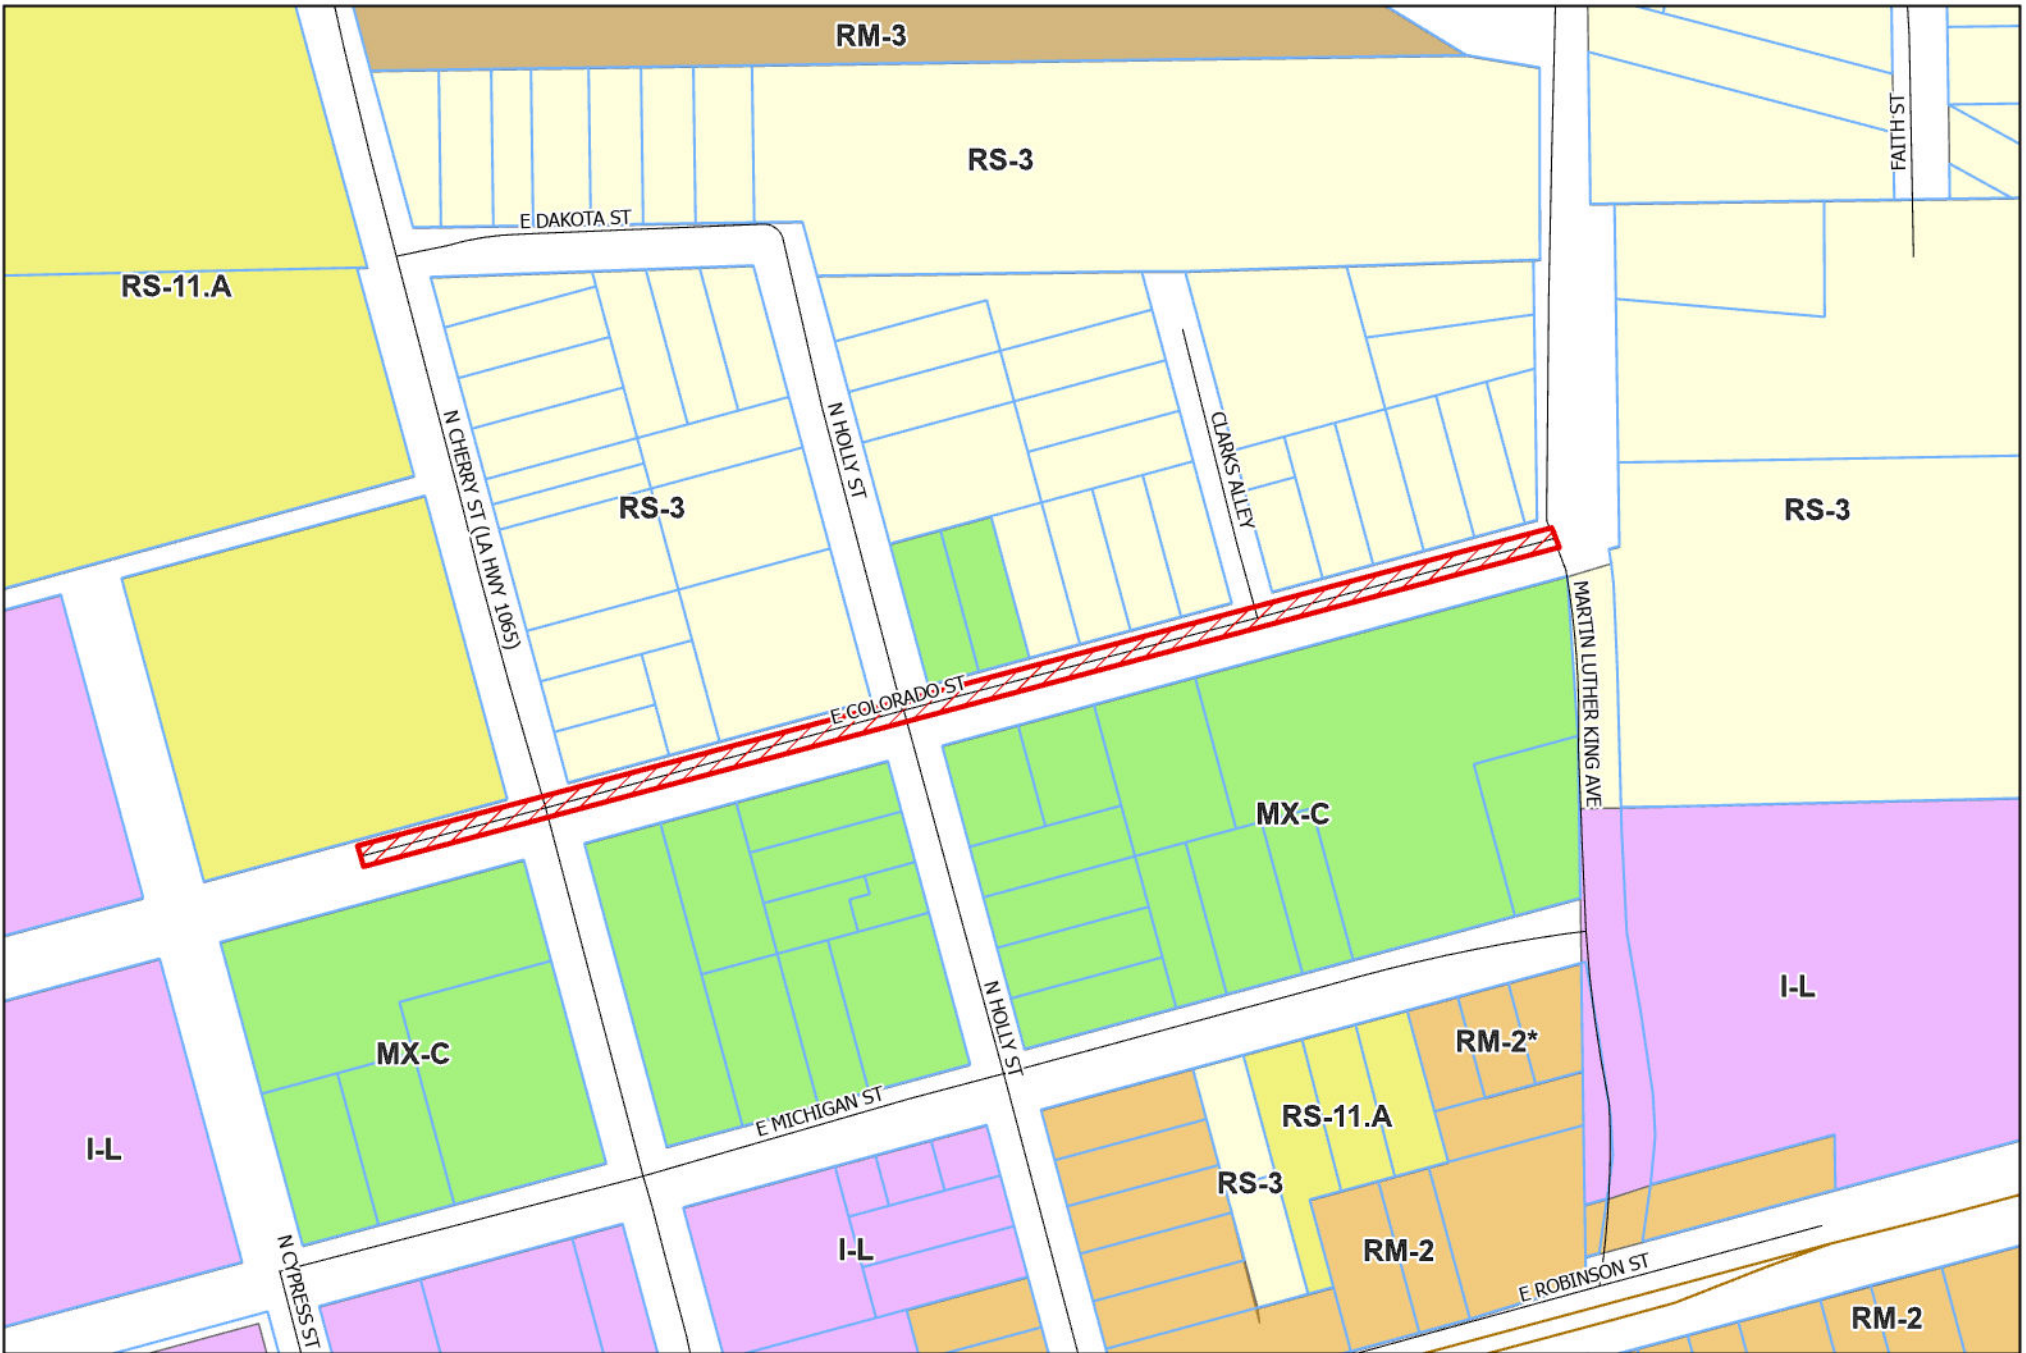 RM-3
FAITH ST
RS-3
E DAKOTA ST
RS-11.A
N CHERRY ST (LA HWY 1065)
N HOLLY ST
CLARKS ALLEY
RS-3
RS-3
MARTIN LUTHER KING AVE
E COLORADO ST
MX-C
I-L
N HOLLY ST
MX-C
RM-2*
E MICHIGAN ST
RS-11.A
I-L
RS-3
I-L
RM-2
N CYPRESS ST
E ROBINSON ST
RM-2